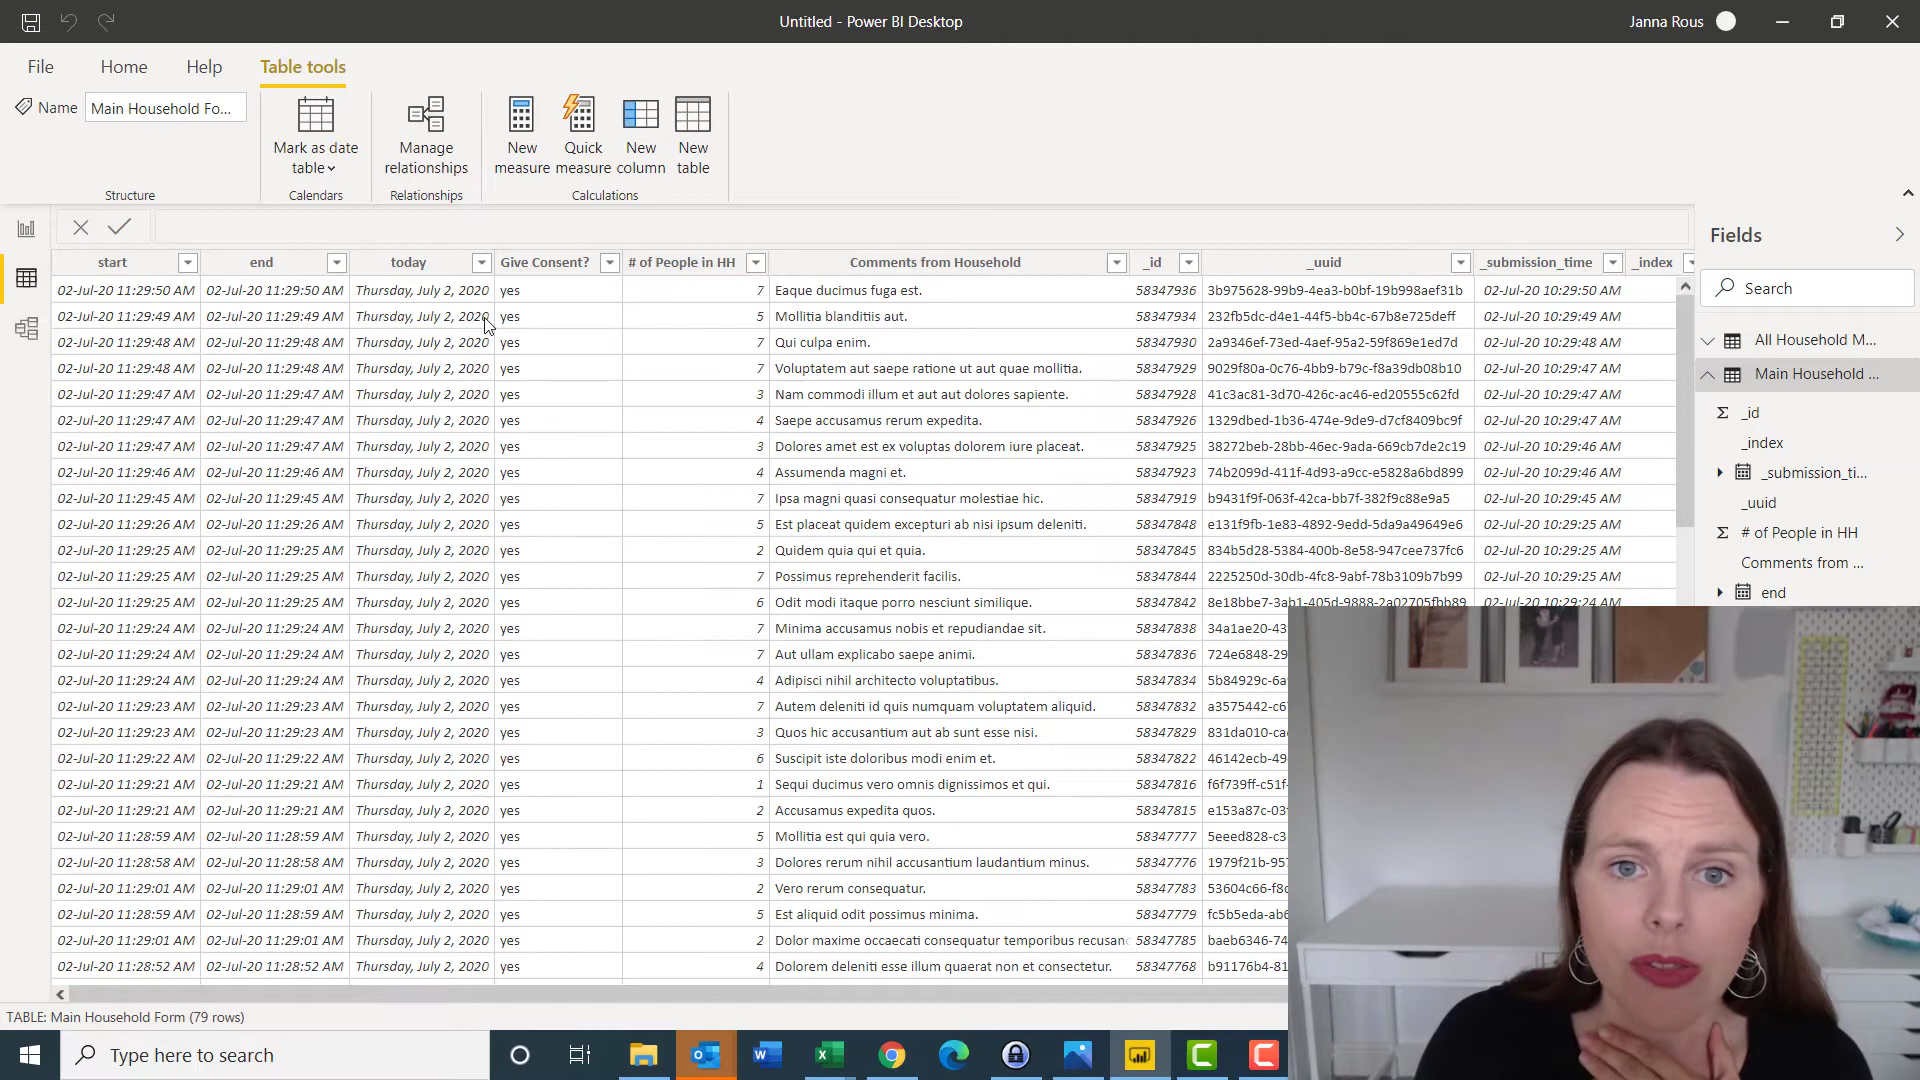 Untitled - Power BI Desktop
Janna Rous
File Home Help Table tools
Name Main Household Fo...
Mark as date table
Manage relationships
New measure
Quick measure
New column
New table
Structure Calendars Relationships Calculations
start end today Give Consent? # of People in HH Comments from Household _id _uuid _submission_time _index
02-Jul-20 11:29:50 AM 02-Jul-20 11:29:50 AM Thursday, July 2, 2020 yes 7 Eaque ducimus fuga est. 58347936 3b975628-99b9-4ea3-b0bf-19b998aef31b 02-Jul-20 10:29:50 AM
02-Jul-20 11:29:49 AM 02-Jul-20 11:29:49 AM Thursday, July 2, 2020 yes 5 Mollitia blanditiis aut. 58347934 232fb5dc-d4e1-44f5-bb4c-67b8e725deff 02-Jul-20 10:29:49 AM
02-Jul-20 11:29:48 AM 02-Jul-20 11:29:48 AM Thursday, July 2, 2020 yes 7 Qui culpa enim. 58347930 2a9346ef-73ed-4aef-95a2-59f869e1ed7d 02-Jul-20 10:29:48 AM
02-Jul-20 11:29:48 AM 02-Jul-20 11:29:48 AM Thursday, July 2, 2020 yes 7 Voluptatem aut saepe ratione ut aut quae mollitia. 58347929 9029f80a-0c76-4bb9-b79c-f8a39db08b10 02-Jul-20 10:29:48 AM
02-Jul-20 11:29:47 AM 02-Jul-20 11:29:47 AM Thursday, July 2, 2020 yes 3 Nam commodi illum et aut aut dolores sapiente. 58347928 41c3ac81-3d70-426c-ac46-ed20555c62fd 02-Jul-20 10:29:47 AM
02-Jul-20 11:29:47 AM 02-Jul-20 11:29:47 AM Thursday, July 2, 2020 yes 4 Saepe accusamus rerum expedita. 58347926 1329dbed-1b36-474e-9de9-d7cf8409bc9f 02-Jul-20 10:29:47 AM
02-Jul-20 11:29:47 AM 02-Jul-20 11:29:47 AM Thursday, July 2, 2020 yes 3 Dolores amet est ex voluptas dolorem iure placeat. 58347925 38272beb-28bb-46ec-9ada-669cb7de2c19 02-Jul-20 10:29:47 AM
02-Jul-20 11:29:46 AM 02-Jul-20 11:29:46 AM Thursday, July 2, 2020 yes 4 Assumenda magni et. 58347923 74b2099d-411f-4d93-a9cc-e5828a6bd899 02-Jul-20 10:29:46 AM
02-Jul-20 11:29:45 AM 02-Jul-20 11:29:45 AM Thursday, July 2, 2020 yes 7 Ipsa magni quasi consequatur molestiae hic. 58347919 b9431f9f-063f-42ca-bb7f-382f9c88e9a5 02-Jul-20 10:29:45 AM
02-Jul-20 11:29:26 AM 02-Jul-20 11:29:26 AM Thursday, July 2, 2020 yes 5 Est placeat quidem excepturi ab nisi ipsum deleniti. 58347848 e131f9fb-1e83-4892-9edd-5da9a49649e6 02-Jul-20 10:29:26 AM
02-Jul-20 11:29:25 AM 02-Jul-20 11:29:25 AM Thursday, July 2, 2020 yes 2 Quidem quia qui et quia. 58347845 834b5d28-5384-400b-8e58-947cee737fc6 02-Jul-20 10:29:25 AM
02-Jul-20 11:29:25 AM 02-Jul-20 11:29:25 AM Thursday, July 2, 2020 yes 7 Possimus reprehenderit facilis. 58347844 2225250d-30db-4fc8-9abf-78b3109b7b99 02-Jul-20 10:29:25 AM
02-Jul-20 11:29:25 AM 02-Jul-20 11:29:25 AM Thursday, July 2, 2020 yes 6 Odit modi itaque porro nesciunt similique. 58347842 8e18bbe7-3ab1-405d-9888-2a02705fbb89 02-Jul-20 10:29:24 AM
02-Jul-20 11:29:24 AM 02-Jul-20 11:29:24 AM Thursday, July 2, 2020 yes 7 Minima accusamus nobis et repudiandae sit. 58347838 34a1ae20-43
02-Jul-20 11:29:24 AM 02-Jul-20 11:29:24 AM Thursday, July 2, 2020 yes 7 Aut ullam explicabo saepe animi. 58347836 724e6848-29
02-Jul-20 11:29:24 AM 02-Jul-20 11:29:24 AM Thursday, July 2, 2020 yes 4 Adipisci nihil architecto voluptatibus. 58347834 5b84929c-6a
02-Jul-20 11:29:23 AM 02-Jul-20 11:29:23 AM Thursday, July 2, 2020 yes 7 Autem deleniti id quis numquam voluptatem aliquid. 58347832 a3575442-c6
02-Jul-20 11:29:23 AM 02-Jul-20 11:29:23 AM Thursday, July 2, 2020 yes 3 Quos hic accusantium aut ab sunt esse nisi. 58347829 831da010-ca
02-Jul-20 11:29:22 AM 02-Jul-20 11:29:22 AM Thursday, July 2, 2020 yes 6 Suscipit iste doloribus modi enim et. 58347822 46142ecb-49
02-Jul-20 11:29:21 AM 02-Jul-20 11:29:21 AM Thursday, July 2, 2020 yes 1 Sequi ducimus vero omnis dignissimos et qui. 58347816 f6f739ff-c51f-
02-Jul-20 11:29:21 AM 02-Jul-20 11:29:21 AM Thursday, July 2, 2020 yes 2 Accusamus expedita quos. 58347815 e153a87c-03
02-Jul-20 11:28:59 AM 02-Jul-20 11:28:59 AM Thursday, July 2, 2020 yes 5 Mollitia est qui quia vero. 58347777 5eeed828-c3
02-Jul-20 11:28:58 AM 02-Jul-20 11:28:58 AM Thursday, July 2, 2020 yes 3 Dolores rerum nihil accusantium laudantium minus. 58347776 1979f21b-957
02-Jul-20 11:29:01 AM 02-Jul-20 11:29:01 AM Thursday, July 2, 2020 yes 2 Vero rerum consequatur. 58347783 53604c66-f8
02-Jul-20 11:28:59 AM 02-Jul-20 11:28:59 AM Thursday, July 2, 2020 yes 5 Est aliquid odit possimus minima. 58347779 fc5b5eda-ab
02-Jul-20 11:29:01 AM 02-Jul-20 11:29:01 AM Thursday, July 2, 2020 yes 2 Dolor maxime occaecati consequatur temporibus recusanc 58347785 baeb6346-74
02-Jul-20 11:28:52 AM 02-Jul-20 11:28:52 AM Thursday, July 2, 2020 yes 4 Dolorem deleniti esse illum quaerat non et consectetur. 58347768 b91176b4-81
Fields
Search
All Household M...
Main Household ...
_id
_index
_submission_ti...
_uuid
# of People in HH
Comments from ...
end
TABLE: Main Household Form (79 rows)
Type here to search